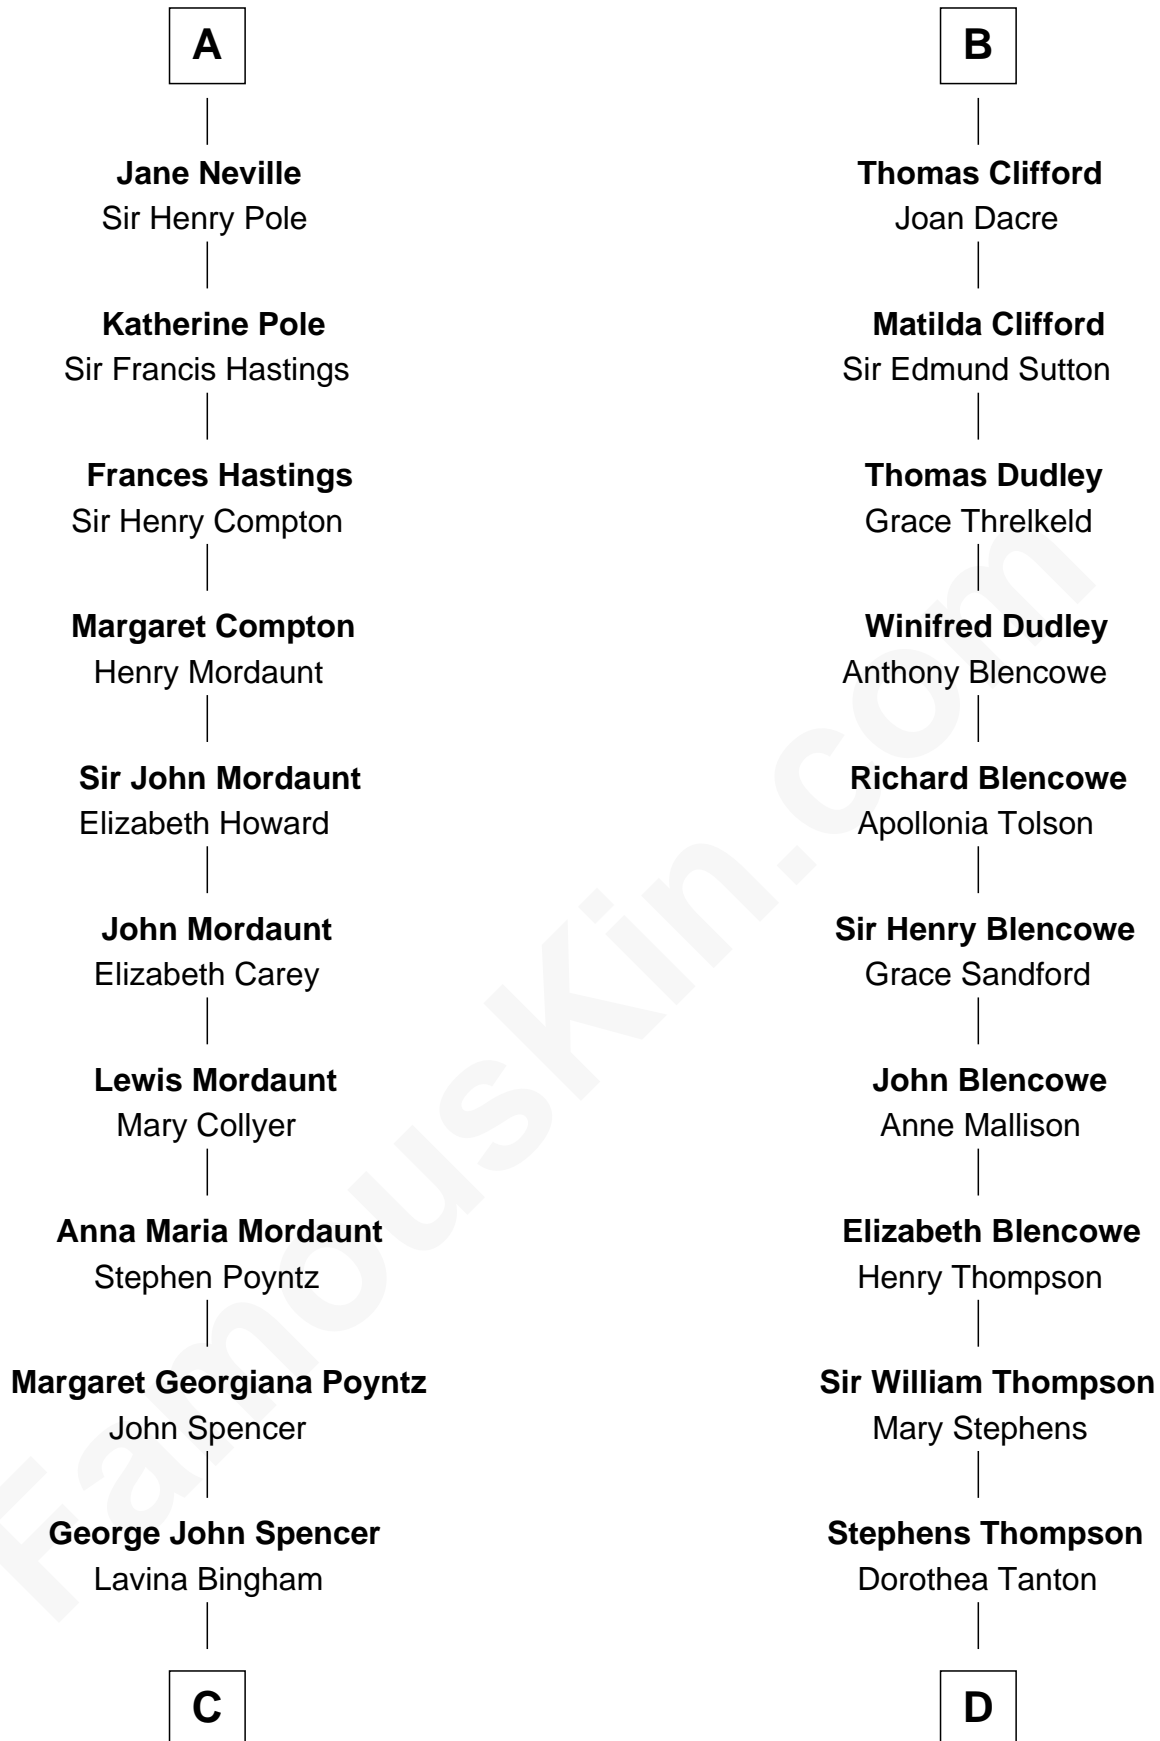 A
Jane Neville
Sir Henry Pole
Katherine Pole
Sir Francis Hastings
Frances Hastings
Sir Henry Compton
Margaret Compton
Henry Mordaunt
Sir John Mordaunt
Elizabeth Howard
John Mordaunt
Elizabeth Carey
Lewis Mordaunt
Mary Collyer
Anna Maria Mordaunt
Stephen Poyntz
Margaret Georgiana Poyntz
John Spencer
George John Spencer
Lavina Bingham
C
B
Thomas Clifford
Joan Dacre
Matilda Clifford
Sir Edmund Sutton
Thomas Dudley
Grace Threlkeld
Winifred Dudley
Anthony Blencowe
Richard Blencowe
Apollonia Tolson
Sir Henry Blencowe
Grace Sandford
John Blencowe
Anne Mallison
Elizabeth Blencowe
Henry Thompson
Sir William Thompson
Mary Stephens
Stephens Thompson
Dorothea Tanton
D
FamousKin.com